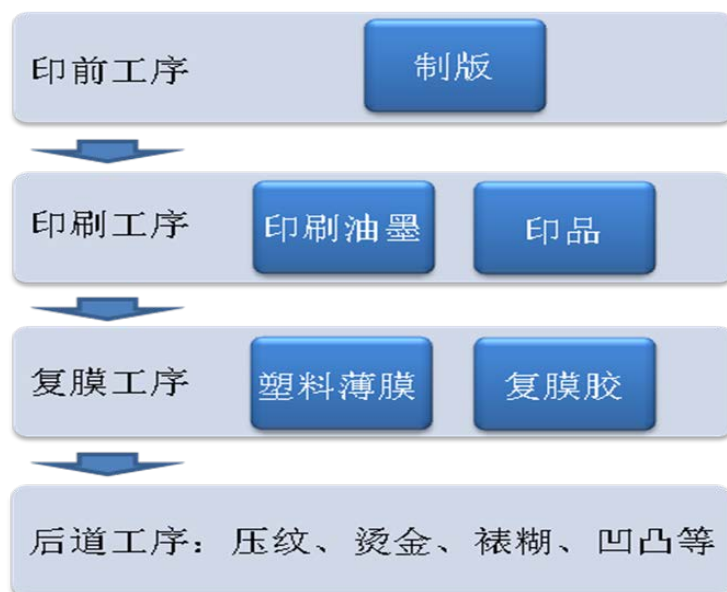 印前工序 制版
印刷工序 印刷油墨 印品
复膜工序 塑料薄膜 复膜胶
后道工序：压纹、烫金、裱糊、凹凸等